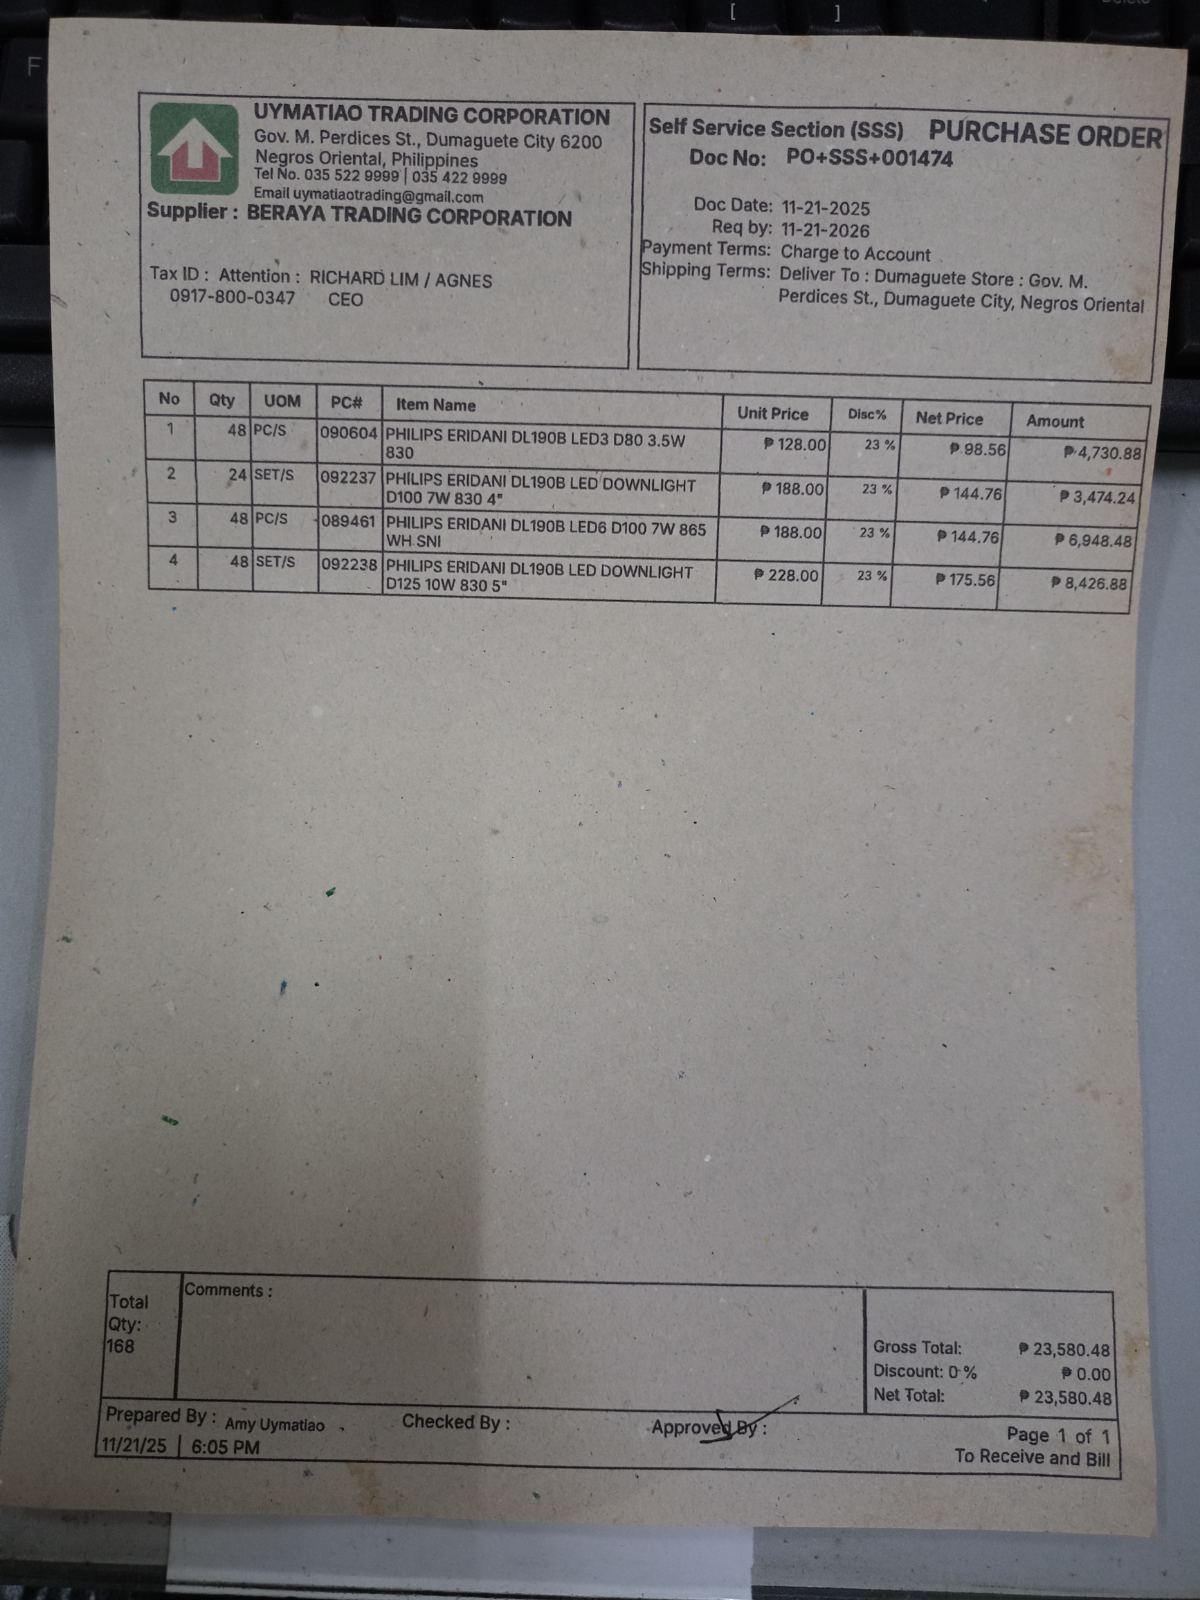 [
]
F
UYMATIAO TRADING CORPORATION
Gov. M. Perdices St., Dumaguete City 6200
Negros Oriental, Philippines
Tel No. 035 522 9999 | 035 422 9999
Email uymatiaotrading@gmail.com
Supplier : BERAYA TRADING CORPORATION
Tax ID : Attention : RICHARD LIM / AGNES
0917-800-0347 CEO
Self Service Section (SSS) PURCHASE ORDER
Doc No: PO+SSS+001474
Doc Date: 11-21-2025
Req by: 11-21-2026
Payment Terms: Charge to Account
Shipping Terms: Deliver To : Dumaguete Store : Gov. M.
Perdices St., Dumaguete City, Negros Oriental
No Qty UOM PC# Item Name Unit Price Disc% Net Price Amount
1 48 PC/S 090604 PHILIPS ERIDANI DL190B LED3 D80 3.5W ₱ 128.00 23 % ₱ 98.56 ₱ 4,730.88
830
2 24 SET/S 092237 PHILIPS ERIDANI DL190B LED DOWNLIGHT ₱ 188.00 23 % ₱ 144.76 ₱ 3,474.24
D100 7W 830 4"
3 48 PC/S 089461 PHILIPS ERIDANI DL190B LED6 D100 7W 865 ₱ 188.00 23 % ₱ 144.76 ₱ 6,948.48
WH SNI
4 48 SET/S 092238 PHILIPS ERIDANI DL190B LED DOWNLIGHT ₱ 228.00 23 % ₱ 175.56 ₱ 8,426.88
D125 10W 830 5"
Total
Qty:
168
Comments :
Gross Total: ₱ 23,580.48
Discount: 0 % ₱ 0.00
Net Total: ₱ 23,580.48
Prepared By : Amy Uymatiao Checked By : Approved By :
11/21/25 | 6:05 PM
Page 1 of 1
To Receive and Bill